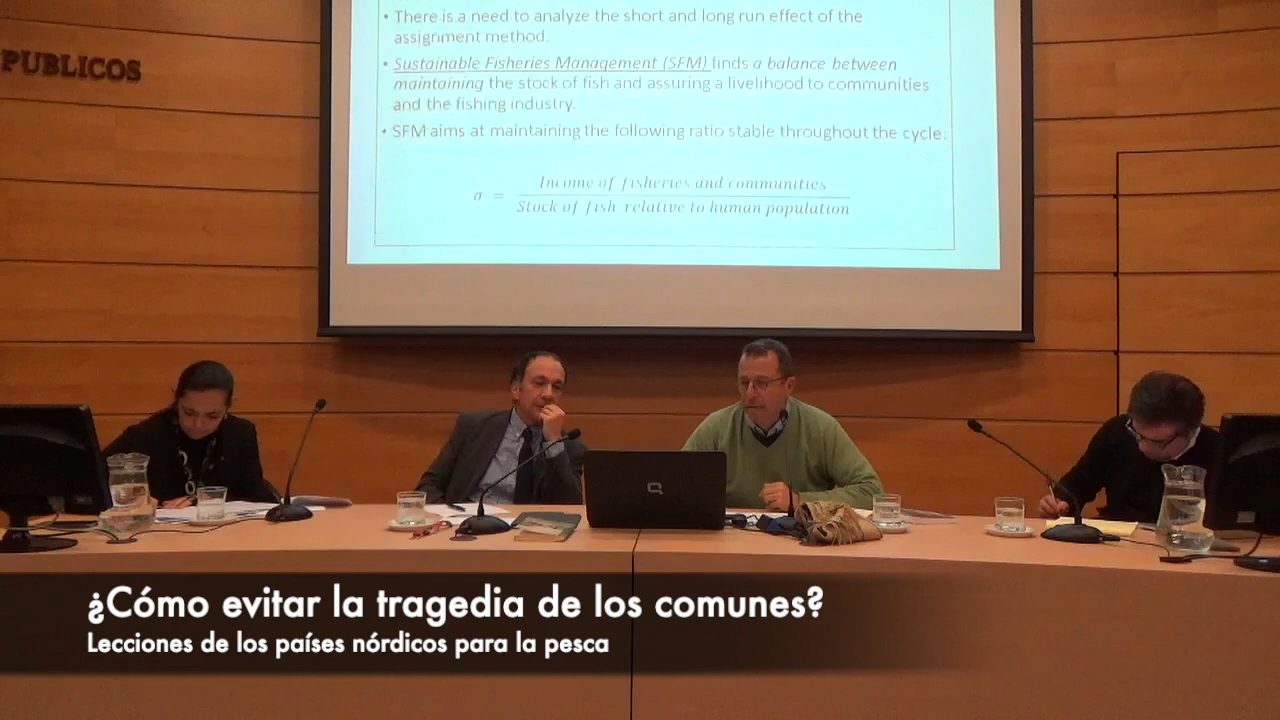 • There is a need to analyze the short and long run effect of the
assignment method.
PUBLICOS
• Sustainable Fisheries Management (SFM) finds a balance between
maintaining the stock of fish and assuring a livelihood to communities
and the fishing industry.
• SFM aims at maintaining the following ratio stable throughout the cycle:
σ = Income of fisheries and communities
Stock of fish relative to human population
¿Cómo evitar la tragedia de los comunes?
Lecciones de los países nórdicos para la pesca